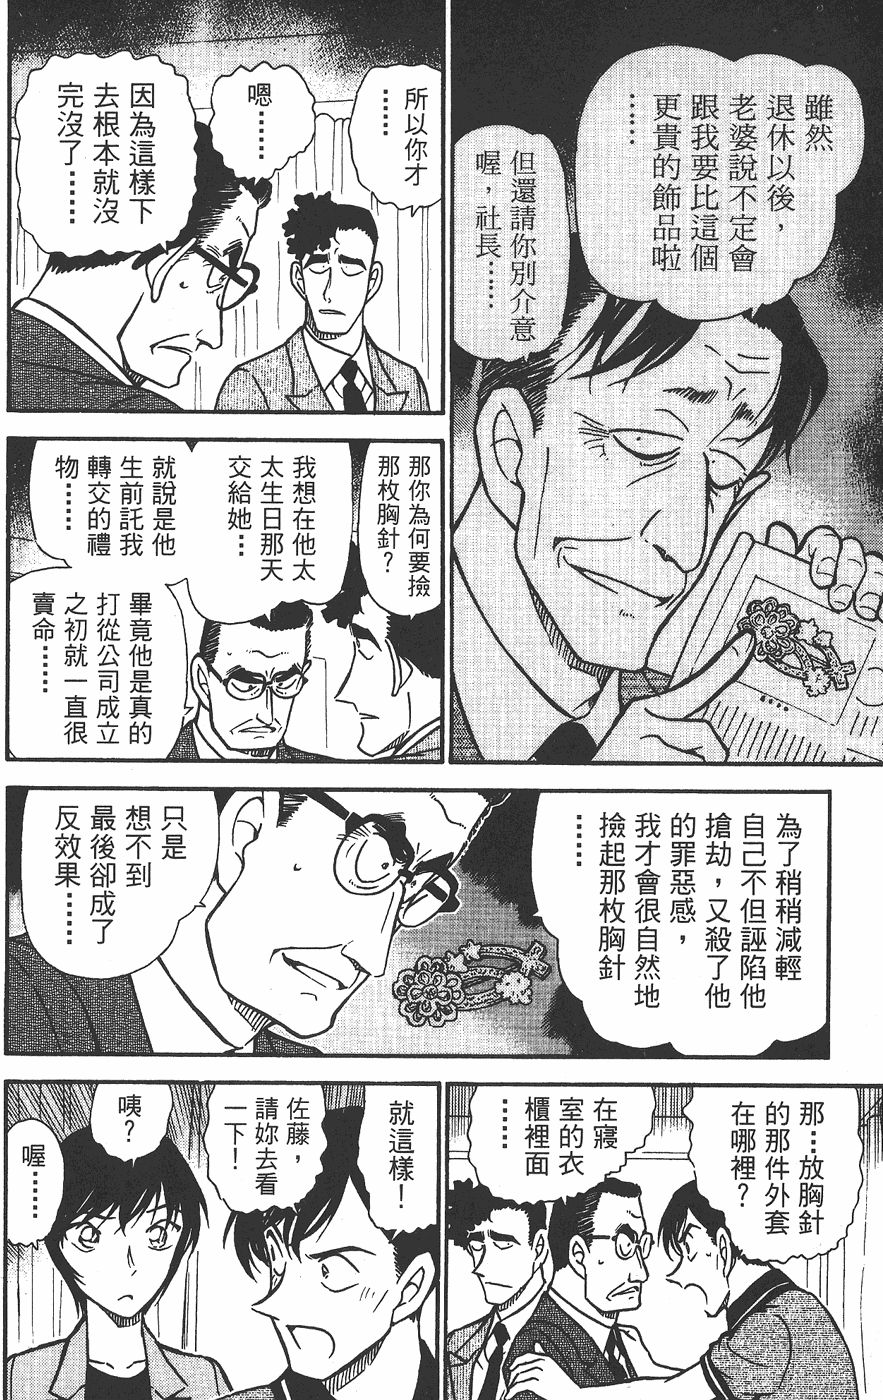 雖然
退休以後，
老婆說不定會
跟我要比這個
更貴的飾品啦
……
但還請你別介意
喔，社長……
所以你才
……
嗯……
因為這樣下
去根本就沒
完沒了……
那你為何要撿
那枚胸針？
我想在他太
太生日那天
交給她…
就說是他
生前託我
轉交的禮
物……
畢竟他是真的
打從公司成立
之初就一直很
賣命……
為了稍稍減輕
自己不但誣陷他
搶劫，又殺了他
的罪惡感，
我才會很自然地
撿起那枚胸針
……
只是
想不到
最後卻成了
反效果……
那…放胸針
的那件外套
在哪裡？
在寢
室的衣
櫃裡面
……
就這樣！
佐藤，
請妳去看
一下！
咦？
喔……